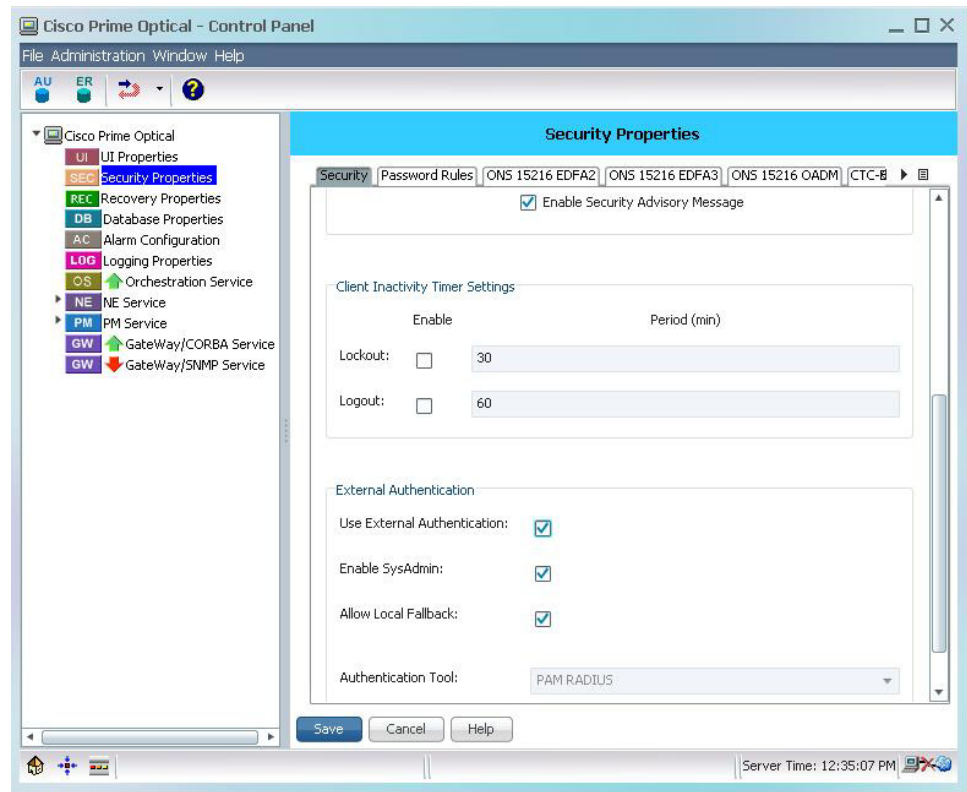 Cisco Prime Optical - Control Panel
File Administration Window Help
AU ER
Cisco Prime Optical
UI UI Properties
SEC Security Properties
REC Recovery Properties
DB Database Properties
AC Alarm Configuration
LOG Logging Properties
OS Orchestration Service
NE NE Service
PM PM Service
GW GateWay/CORBA Service
GW GateWay/SNMP Service
Security Properties
Security Password Rules ONS 15216 EDFA2 ONS 15216 EDFA3 ONS 15216 OADM
Enable Security Advisory Message
Client Inactivity Timer Settings
Enable Period (min)
Lockout: 30
Logout: 60
External Authentication
Use External Authentication:
Enable SysAdmin:
Allow Local Fallback:
Authentication Tool: PAM RADIUS
Save Cancel Help
Server Time: 12:35:07 PM